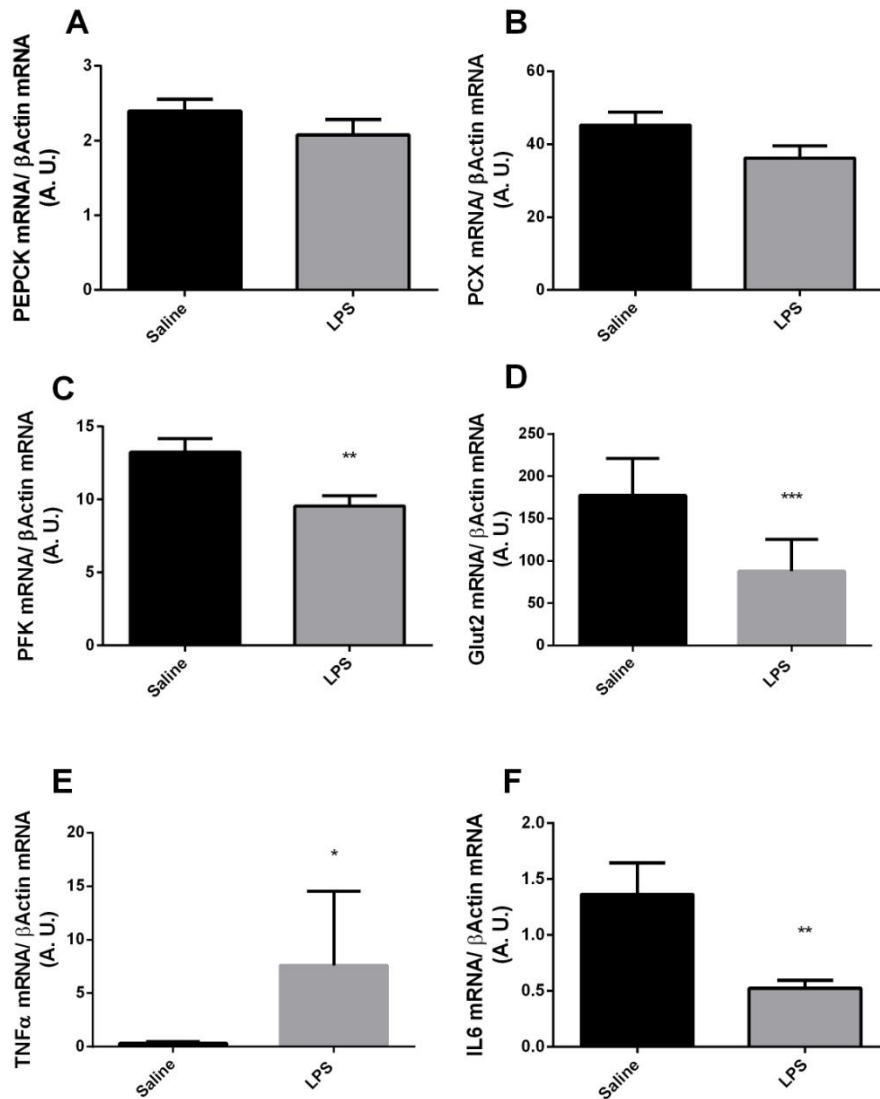 A
PEPCK mRNA/ βActin mRNA
(A. U.)
3
2
1
0
Saline
LPS
B
PCX mRNA/ βActin mRNA
(A. U.)
60
40
20
0
Saline
LPS
C
PFK mRNA/ βActin mRNA
(A. U.)
15
10
5
0
**
Saline
LPS
D
Glut2 mRNA/ βActin mRNA
(A. U.)
250
200
150
100
50
0
***
Saline
LPS
E
TNFα mRNA/ βActin mRNA
(A. U.)
20
15
10
5
0
*
Saline
LPS
F
IL6 mRNA/ βActin mRNA
(A. U.)
2.0
1.5
1.0
0.5
0.0
**
Saline
LPS